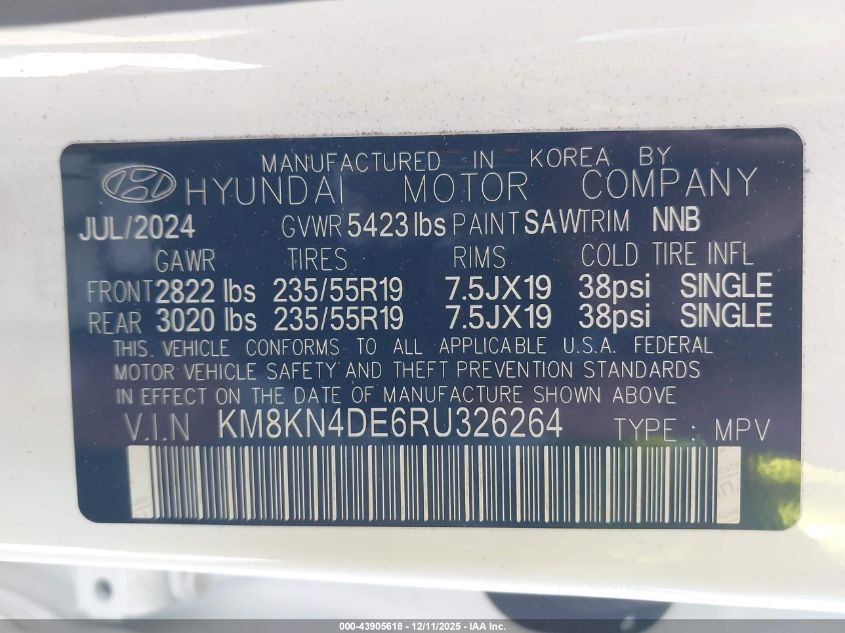 MANUFACTURED IN KOREA BY
HYUNDAI MOTOR COMPANY
JUL/2024 GVWR 5423 lbs PAINT SAW TRIM NNB
GAWR TIRES RIMS COLD TIRE INFL
FRONT 2822 lbs 235/55R19 7.5JX19 38psi SINGLE
REAR 3020 lbs 235/55R19 7.5JX19 38psi SINGLE
THIS VEHICLE CONFORMS TO ALL APPLICABLE U.S.A. FEDERAL
MOTOR VEHICLE SAFETY AND THEFT PREVENTION STANDARDS
IN EFFECT ON THE DATE OF MANUFACTURE SHOWN ABOVE
V.I.N KM8KN4DE6RU326264 TYPE : MPV
000-43905618 - 12/11/2025 - IAA Inc.